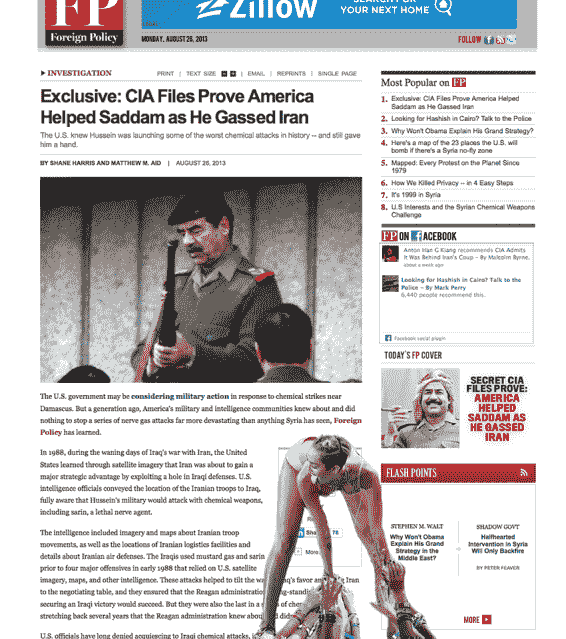 FP
Foreign Policy
Zillow
SEARCH FOR
YOUR NEXT HOME
MONDAY, AUGUST 26, 2013
FOLLOW
INVESTIGATION
PRINT | TEXT SIZE | EMAIL | REPRINTS | SINGLE PAGE
Exclusive: CIA Files Prove America
Helped Saddam as He Gassed Iran
The U.S. knew Hussein was launching some of the worst chemical attacks in history -- and still gave
him a hand.
BY SHANE HARRIS AND MATTHEW M. AID | AUGUST 26, 2013
The U.S. government may be considering military action in response to chemical strikes near
Damascus. But a generation ago, America's military and intelligence communities knew about and did
nothing to stop a series of nerve gas attacks far more devastating than anything Syria has seen, Foreign
Policy has learned.
In 1988, during the waning days of Iraq's war with Iran, the United
States learned through satellite imagery that Iran was about to gain a
major strategic advantage by exploiting a hole in Iraqi defenses. U.S.
intelligence officials conveyed the location of the Iranian troops to Iraq,
fully aware that Hussein's military would attack with chemical weapons,
including sarin, a lethal nerve agent.
The intelligence included imagery and maps about Iranian troop
movements, as well as the locations of Iranian logistics facilities and
details about Iranian air defenses. The Iraqis used mustard gas and sarin
prior to four major offensives in early 1988 that relied on U.S. satellite
imagery, maps, and other intelligence. These attacks helped to tilt the
favor and Iran
to the negotiating table, and they ensured that the Reagan administration
securing an Iraqi victory would succeed. But they were also the last in a
stretching back several years that the Reagan administration knew about
U.S. officials have long denied acquiescing to Iraqi chemical attacks,
78
More
Most Popular on FP
1. Exclusive: CIA Files Prove America Helped
Saddam as He Gassed Iran
2. Looking for Hashish in Cairo? Talk to the Police
3. Why Won't Obama Explain His Grand Strategy?
4. Here's a map of the 23 places the U.S. will
bomb if there's a Syria no-fly zone
5. Mapped: Every Protest on the Planet Since
1979
6. How We Killed Privacy -- in 4 Easy Steps
7. It's 1999 in Syria
8. U.S Interests and the Syrian Chemical Weapons
Challenge
FP ON FACEBOOK
Anton Han G Kiang recommends CIA Admits
It Was Behind Iran's Coup - By Malcolm Byrne.
about a week ago
Looking for Hashish in Cairo? Talk to the
Police - By Mark Perry
6,440 people recommend this.
Facebook social plugin
TODAY'S FP COVER
SECRET CIA
FILES PROVE:
AMERICA
HELPED
SADDAM AS
HE GASSED
IRAN
FLASH POINTS
STEPHEN M. WALT
Why Won't Obama
Explain His Grand
Strategy in the
Middle East?
SHADOW GOVT
Halfhearted
Intervention in Syria
Will Only Backfire
BY PETER FEAVER
MORE